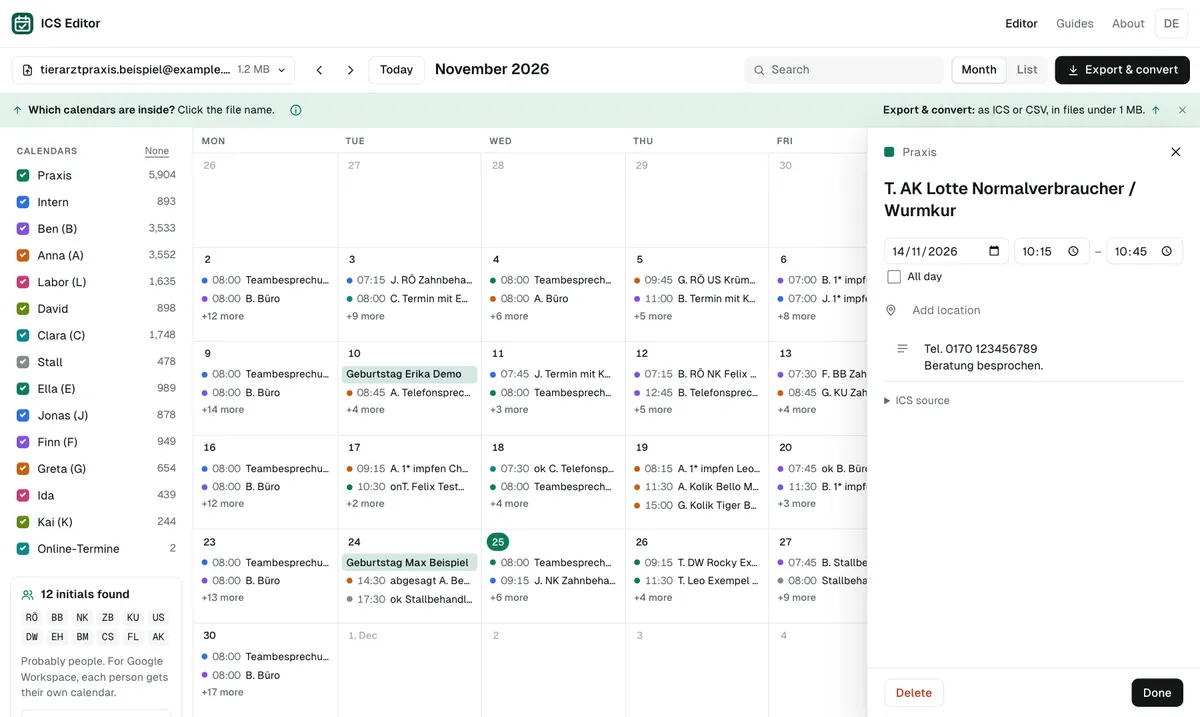 ICS Editor
Editor Guides About DE
tierarztpraxis.beispiel@example.... 1.2 MB
Today
November 2026
Search
Month List
Export & convert
Which calendars are inside? Click the file name.
Export & convert: as ICS or CSV, in files under 1 MB.
CALENDARS None
Praxis 5,904
Intern 893
Ben (B) 3,533
Anna (A) 3,552
Labor (L) 1,635
David 898
Clara (C) 1,748
Stall 478
Ella (E) 989
Jonas (J) 878
Finn (F) 949
Greta (G) 654
Ida 439
Kai (K) 244
Online-Termine 2
12 initials found
RÖ BB NK ZB KU US
DW EH BM CS FL AK
Probably people. For Google
Workspace, each person gets
their own calendar.
MON TUE WED THU FRI
26 27 28 29 30
2
08:00 Teambesprechu...
08:00 B. Büro
+12 more
3
07:15 J. RÖ Zahnbeha...
08:00 C. Termin mit E...
+9 more
4
08:00 Teambesprech...
08:00 A. Büro
+6 more
5
09:45 G. RÖ US Krüm...
11:00 B. Termin mit K...
+5 more
6
07:00 B. 1* impf
07:00 J. 1* impf
+8 more
9
08:00 Teambesprechu...
08:00 B. Büro
+14 more
10
Geburtstag Erika Demo
08:45 A. Telefonsprec...
+4 more
11
07:45 J. Termin mit K...
08:00 Teambesprech...
+3 more
12
07:15 B. RÖ NK Felix ...
12:45 B. Telefonsprec...
+5 more
13
07:30 F. BB Zah
08:45 G. KU Zah
+4 more
16
08:00 Teambesprechu...
08:00 B. Büro
+12 more
17
09:15 A. 1* impfen Ch...
10:30 onT. Felix Test...
+2 more
18
07:30 ok C. Telefonsp...
08:00 Teambesprech...
+4 more
19
08:15 A. 1* impfen Leo...
11:30 A. Kolik Bello M...
15:00 G. Kolik Tiger B...
20
07:45 ok B. Büro
11:30 B. 1* impf
+3 more
23
08:00 Teambesprechu...
08:00 B. Büro
+13 more
24
Geburtstag Max Beispiel
14:30 abgesagt A. Be...
17:30 ok Stallbehandl...
25
08:00 Teambesprech...
09:15 J. NK Zahnbeha...
+6 more
26
09:15 T. DW Rocky Ex...
11:30 T. Leo Exempel ...
+4 more
27
07:45 B. Stallbe
08:00 Stallbeha
+9 more
30
08:00 Teambesprechu...
08:00 B. Büro
+17 more
1. Dec 2 3 4
Praxis
T. AK Lotte Normalverbraucher /
Wurmkur
14/11/2026 10:15 – 10:45
All day
Add location
Tel. 0170 123456789
Beratung besprochen.
ICS source
Delete Done